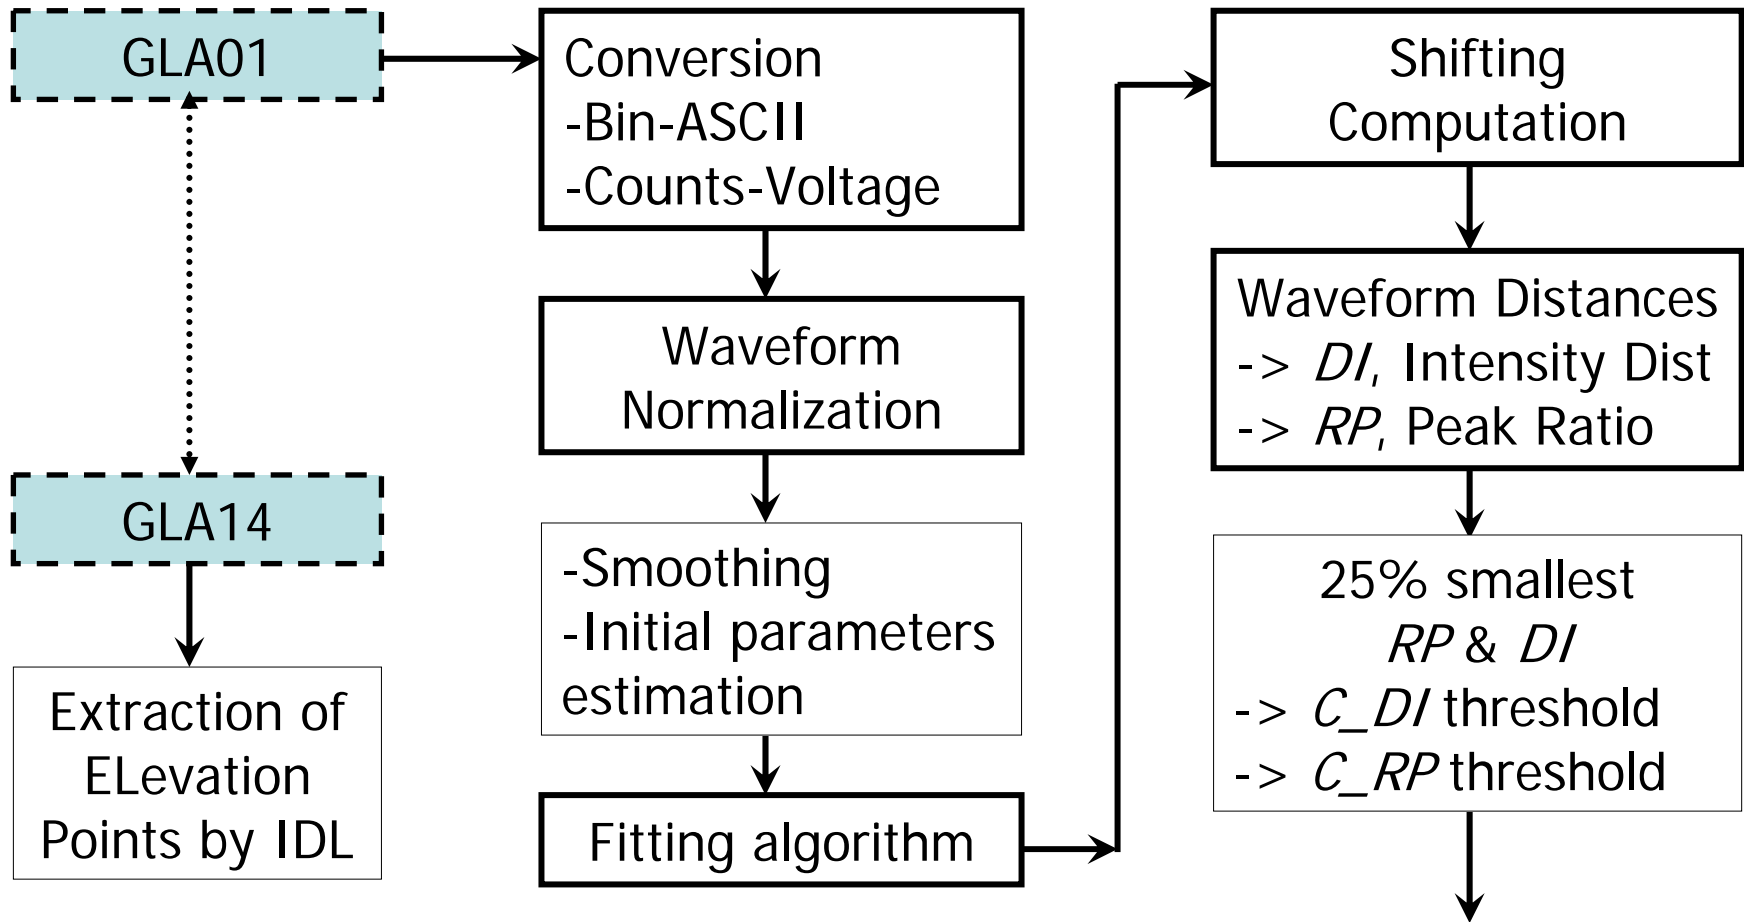 GLA01
GLA14
Extraction of
ELevation
Points by IDL
Conversion
-Bin-ASCII
-Counts-Voltage
Waveform
Normalization
-Smoothing
-Initial parameters
estimation
Fitting algorithm
Shifting
Computation
Waveform Distances
-> DI, Intensity Dist
-> RP, Peak Ratio
25% smallest
RP & DI
-> C_DI threshold
-> C_RP threshold